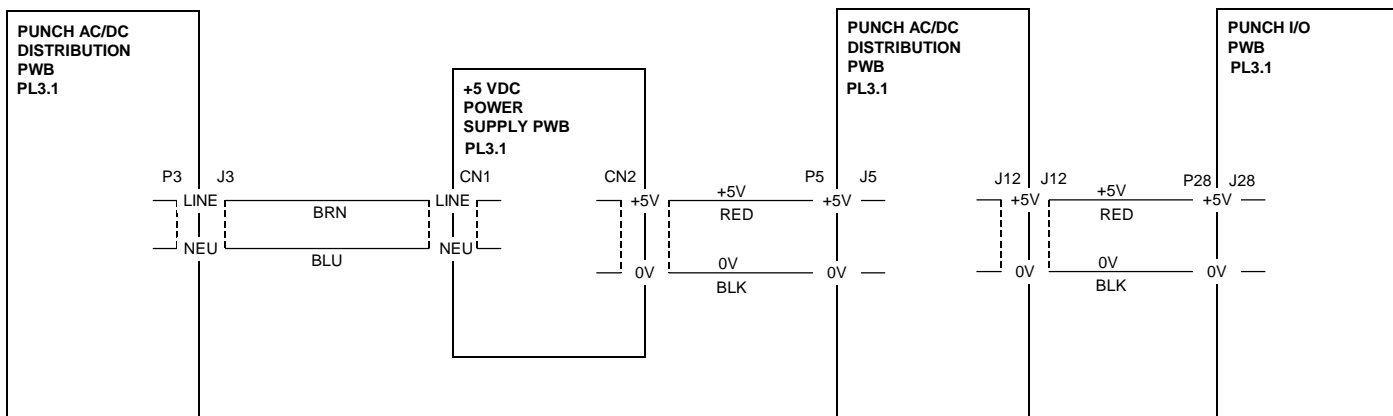 PUNCH AC/DC
DISTRIBUTION
PWB
PL3.1
+5 VDC
POWER
SUPPLY PWB
PL3.1
PUNCH AC/DC
DISTRIBUTION
PWB
PL3.1
PUNCH I/O
PWB
PL3.1
P3 J3 CN1 CN2 P5 J5 J12 J12 P28 J28
LINE LINE +5V +5V +5V +5V +5V +5V
BRN RED RED
NEU NEU
BLU
0V 0V 0V 0V 0V 0V
BLK BLK